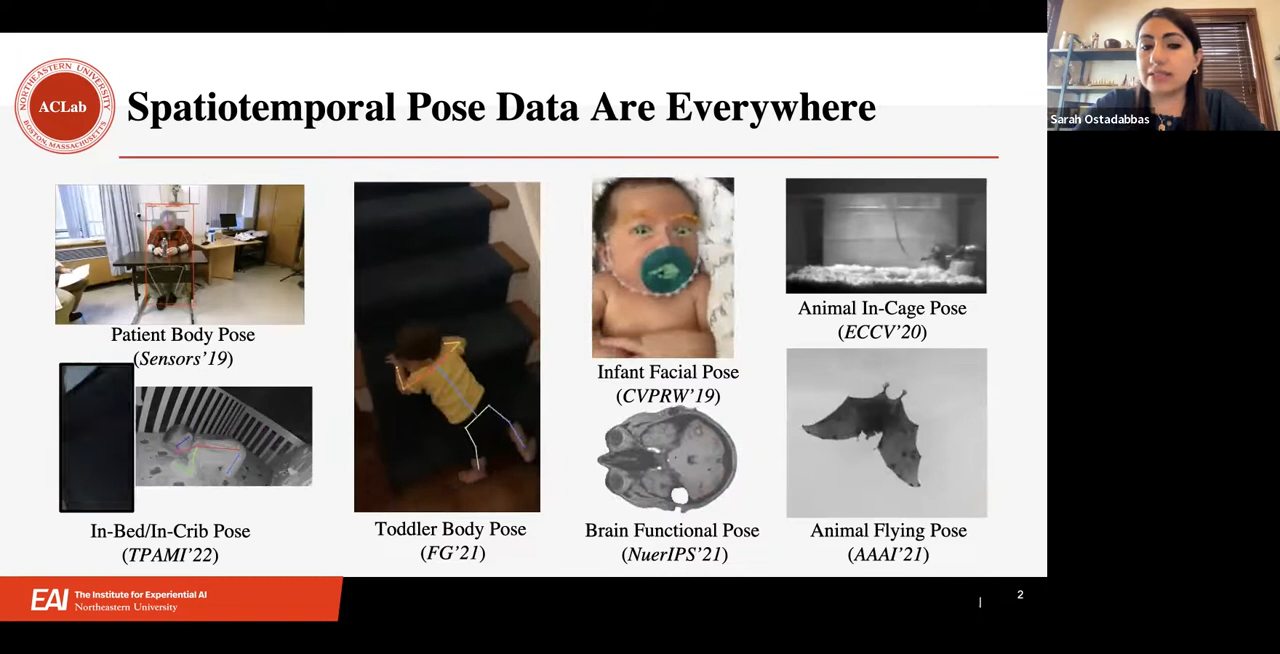 NORTHEASTERN UNIVERSITY
ACLab
BOSTON, MASSACHUSETTS
Spatiotemporal Pose Data Are Everywhere
Sarah Ostadabbas
Patient Body Pose
(Sensors'19)
In-Bed/In-Crib Pose
(TPAMI'22)
Toddler Body Pose
(FG'21)
Infant Facial Pose
(CVPRW'19)
Brain Functional Pose
(NuerIPS'21)
Animal In-Cage Pose
(ECCV'20)
Animal Flying Pose
(AAAI'21)
EAI
The Institute for Experiential AI
Northeastern University
|
2